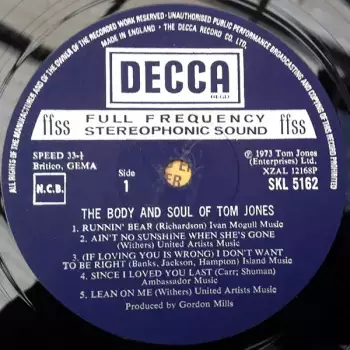 ALL RIGHTS OF THE MANUFACTURER AND OF THE OWNER OF THE RECORDED WORK RESERVED · UNAUTHORISED PUBLIC PERFORMANCE BROADCASTING AND COPYING OF THIS RECORD PROHIBITED
MADE IN ENGLAND · THE DECCA RECORD CO. LTD.
DECCA
REGD
ffss FULL FREQUENCY ffss
STEREOPHONIC SOUND
SPEED 33⅓
Britico, GEMA
N.C.B.
Side
1
℗ 1973 Tom Jones
(Enterprises) Ltd.
XZAL 12168P
SKL 5162
THE BODY AND SOUL OF TOM JONES
1. RUNNIN' BEAR (Richardson) Ivan Mogull Music
2. AIN'T NO SUNSHINE WHEN SHE'S GONE
(Withers) United Artists Music
3. (IF LOVING YOU IS WRONG) I DON'T WANT
TO BE RIGHT (Banks, Jackson, Hampton) Island Music
4. SINCE I LOVED YOU LAST (Carr; Shuman)
Ambassador Music
5. LEAN ON ME (Withers) United Artists Music
Produced by Gordon Mills